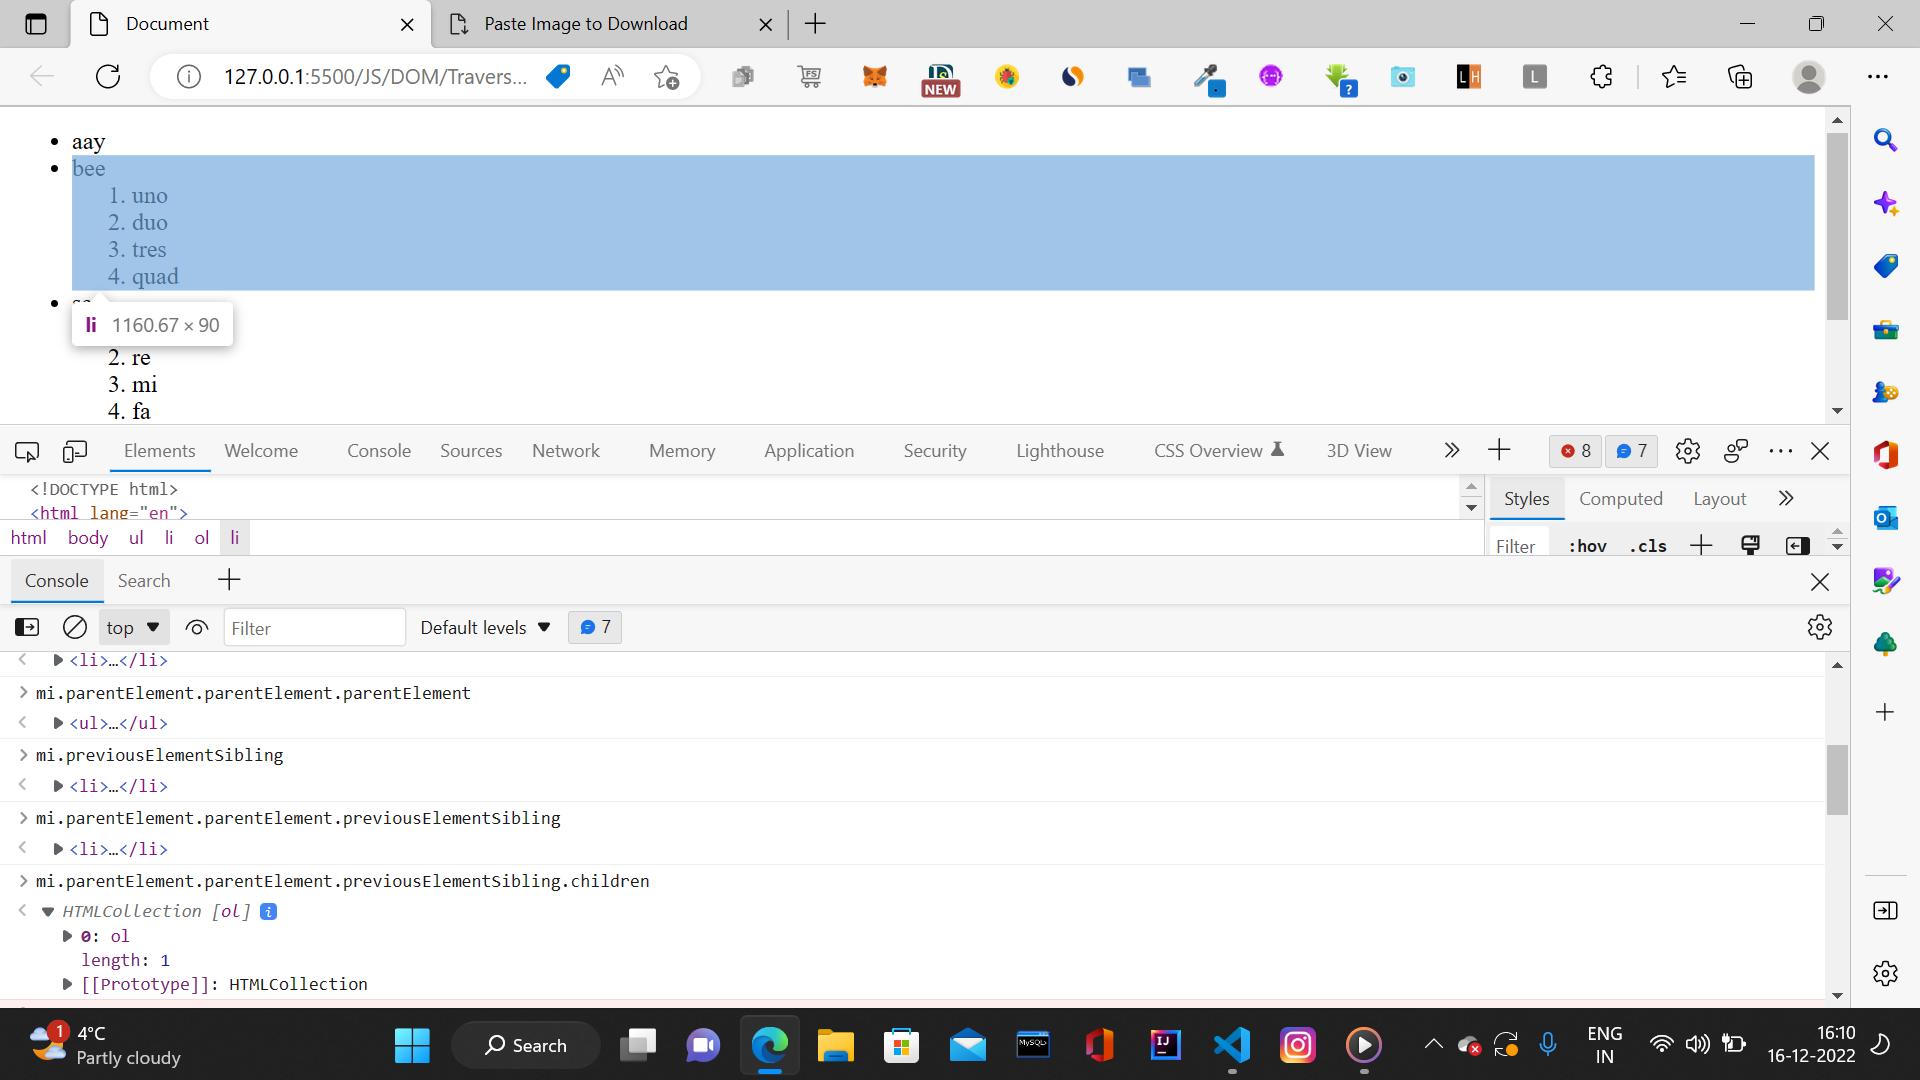 Document
Paste Image to Download
127.0.0.1:5500/JS/DOM/Travers...
NEW
FS
?
LH
L
• aay
• bee
1. uno
2. duo
3. tres
4. quad
li 1160.67 × 90
2. re
3. mi
4. fa
Elements Welcome Console Sources Network Memory Application Security Lighthouse CSS Overview 3D View 8 7
<!DOCTYPE html>
<html lang="en">
Styles Computed Layout
html body ul li ol li
Filter :hov .cls
Console Search
top Filter Default levels 7
<li>…</li>
mi.parentElement.parentElement.parentElement
<ul>…</ul>
mi.previousElementSibling
<li>…</li>
mi.parentElement.parentElement.previousElementSibling
<li>…</li>
mi.parentElement.parentElement.previousElementSibling.children
HTMLCollection [ol] i
0: ol
length: 1
[[Prototype]]: HTMLCollection
1
4°C
Partly cloudy
Search
MySQL
IJ
ENG
IN
16:10
16-12-2022